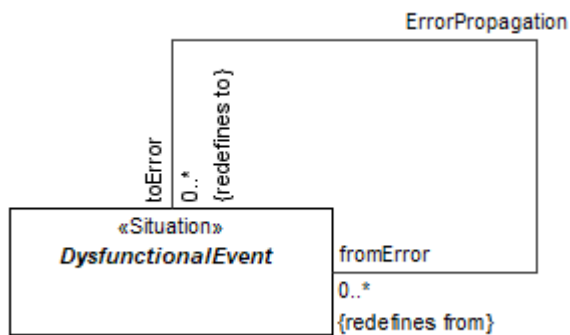 ErrorPropagation
toError
0..*
{redefines to}
«Situation»
DysfunctionalEvent
fromError
0..*
{redefines from}